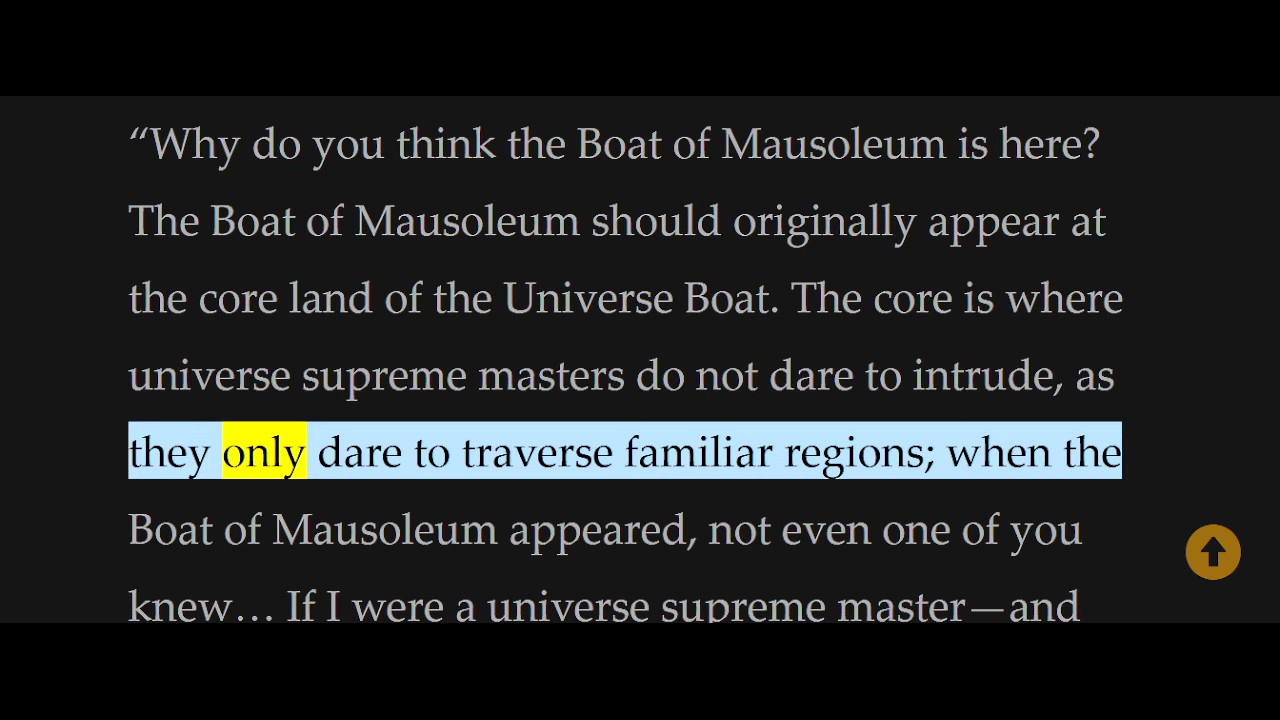 “Why do you think the Boat of Mausoleum is here?
The Boat of Mausoleum should originally appear at
the core land of the Universe Boat. The core is where
universe supreme masters do not dare to intrude, as
they only dare to traverse familiar regions; when the
Boat of Mausoleum appeared, not even one of you
knew… If I were a universe supreme master—and